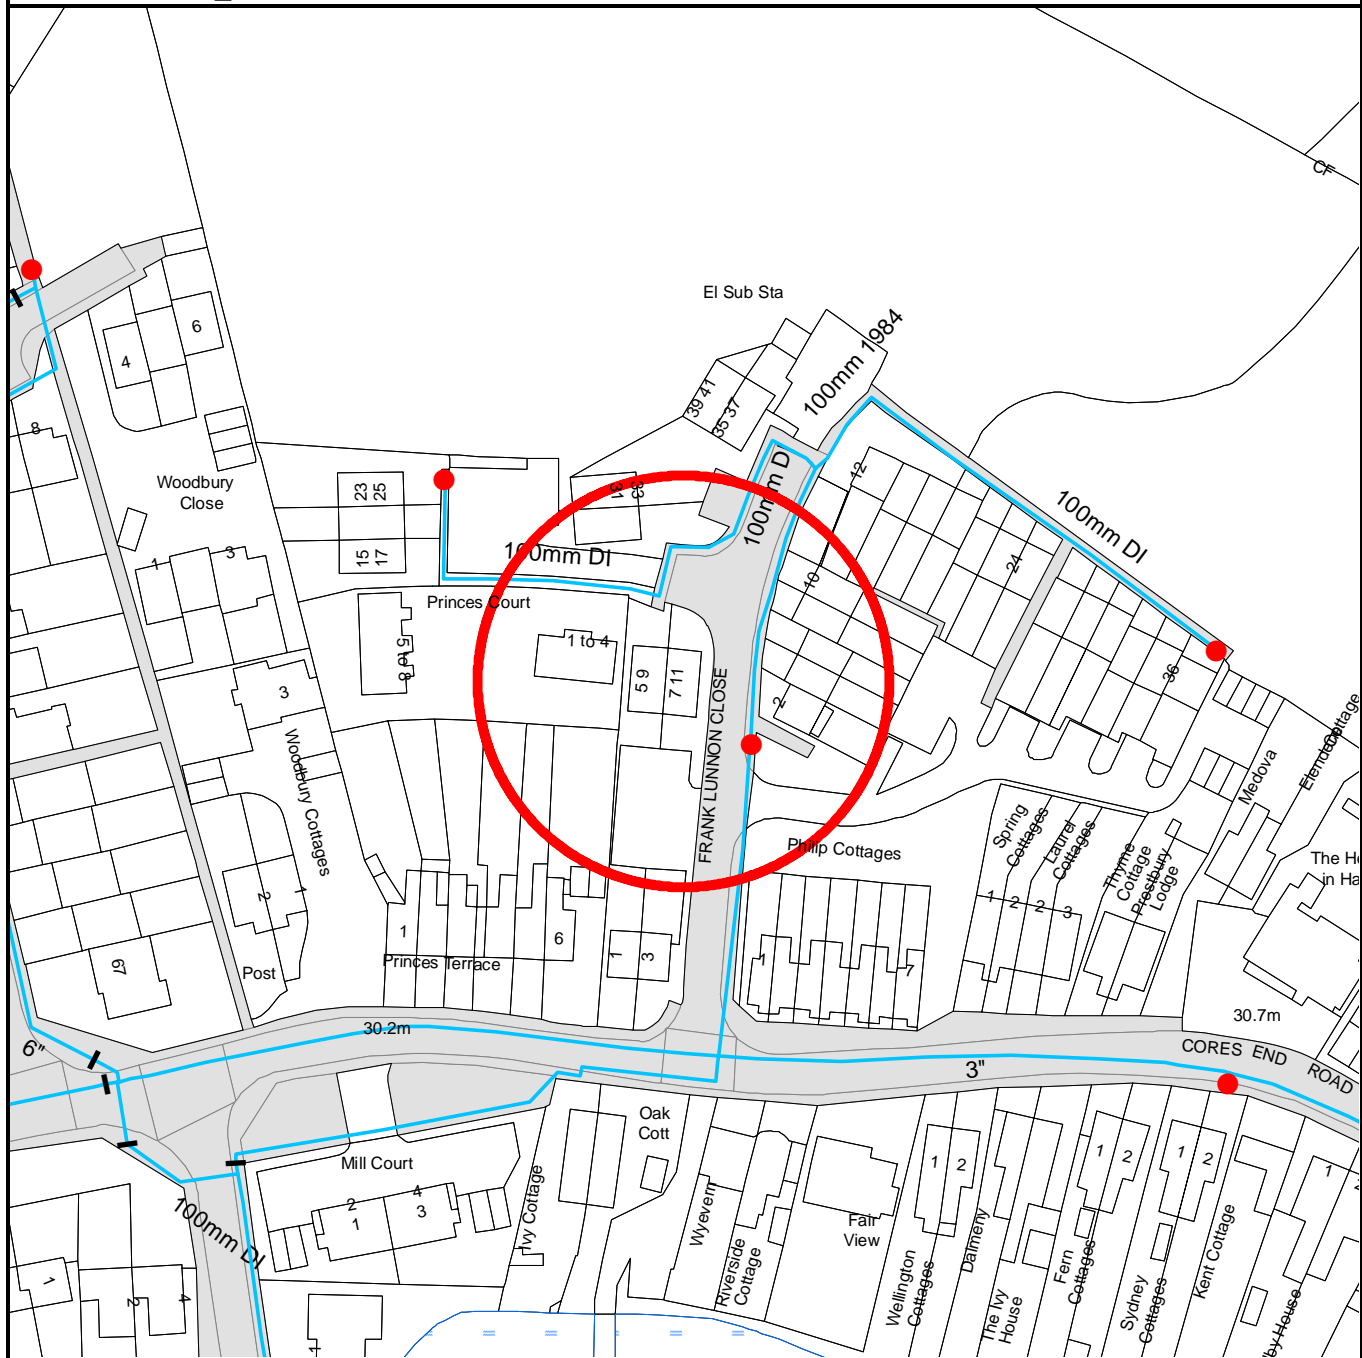 CF
El Sub Sta
100mm 1984
6
4
39 41
35 37
8
12
Woodbury
Close
23
25
31
33
100mm D
100mm DI
100mm DI
15
17
24
1
3
10
Princes Court
1 to 4
5 to 8
5 9
7 11
36
3
2
FRANK LUNNON CLOSE
Woodbury Cottages
Medova
Cottage
Spring
Cottages
Laurel
Cottages
Thyme
Cottage
Prestbury
Lodge
Philip Cottages
The H
in Ha
2
1
1
2
2
3
1
6
67
Post
Princes Terrace
1
3
1
7
30.2m
30.7m
6"
3"
CORES END
ROAD
Oak
Cott
Mill Court
2
4
1
3
Ivy Cottage
Wyevern
Riverside
Cottage
Fair
View
1
2
1
2
1
2
1
100mm DI
Wellington
Cottages
Dalmeny
The Ivy
House
Fern
Cottages
Sydney
Cottages
Kent Cottage
1
2
4
1